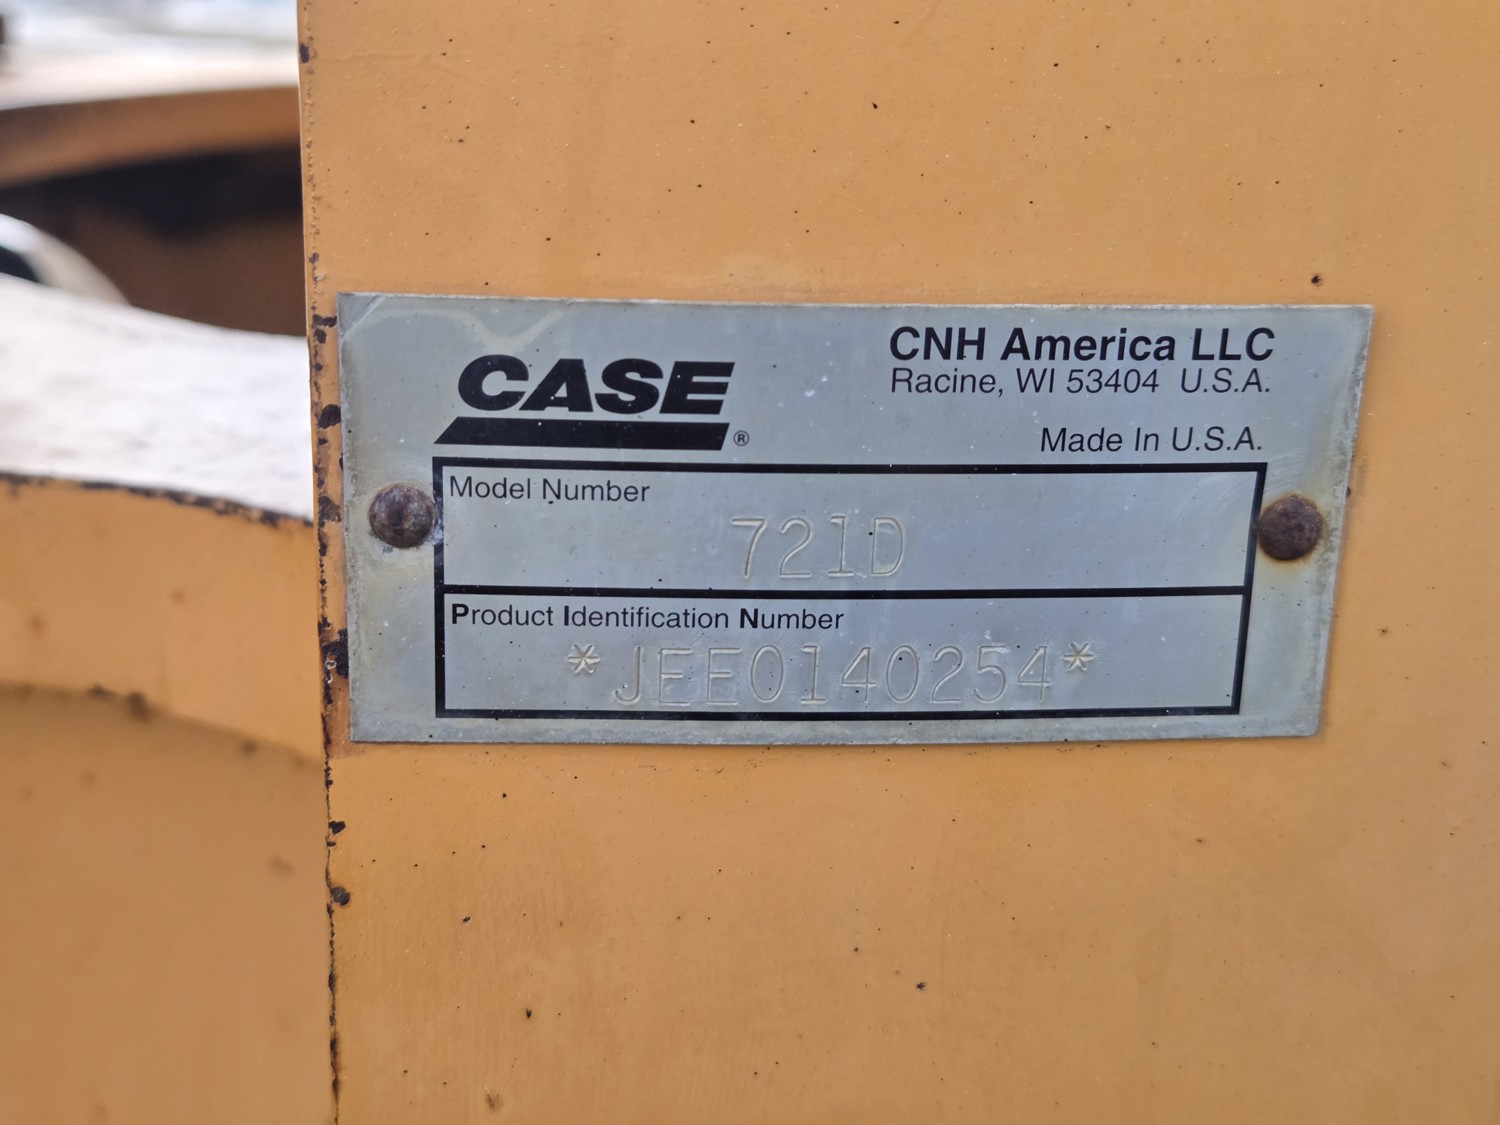 CASE®
CNH America LLC
Racine, WI 53404 U.S.A.
Made In U.S.A.
Model Number
721D
Product Identification Number
*JEE0140254*